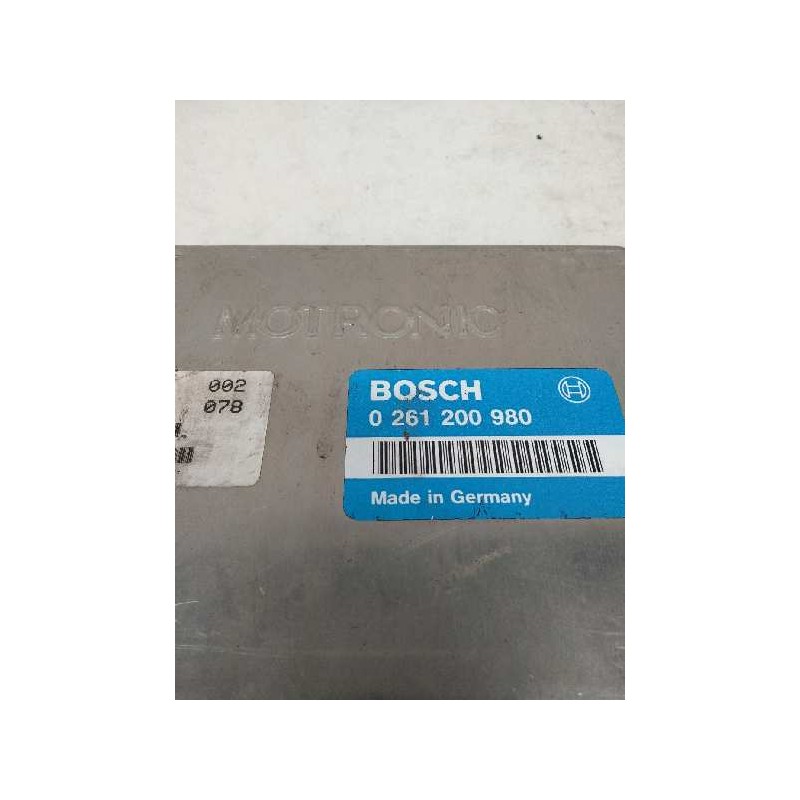 MOTRONIC
002
078
BOSCH
0 261 200 980
Made in Germany